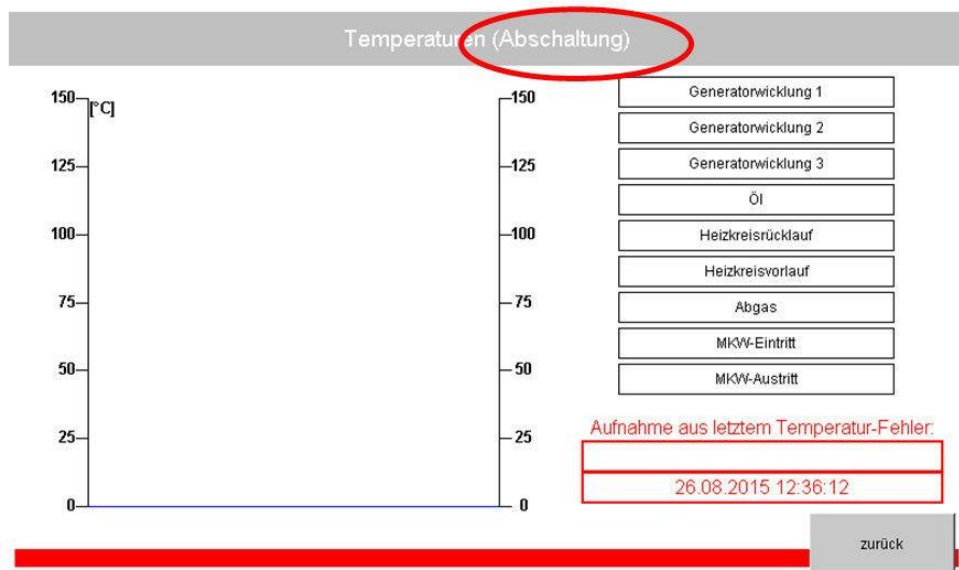 Temperaturen (Abschaltung)
150
[°C]
150
125
125
100
100
75
75
50
50
25
25
0
0
Generatorwicklung 1
Generatorwicklung 2
Generatorwicklung 3
Öl
Heizkreisrücklauf
Heizkreisvorlauf
Abgas
MKW-Eintritt
MKW-Austritt
Aufnahme aus letztem Temperatur-Fehler:
26.08.2015 12:36:12
zurück